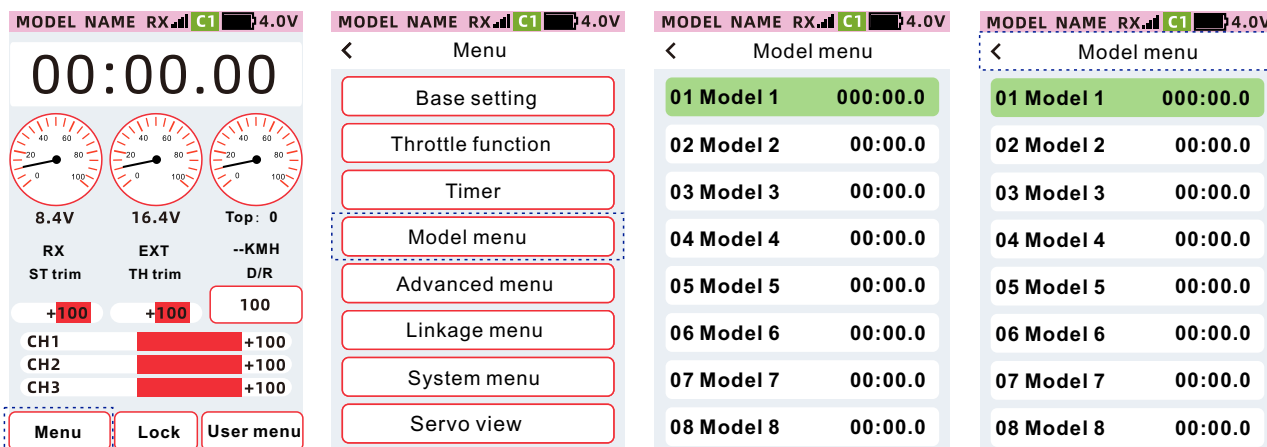 MODEL NAME RX C1 4.0V
00:00.00
0 20 40 60 80 100
0 20 40 60 80 100
0 20 40 60 80 100
8.4V 16.4V Top: 0
RX EXT --KMH
ST trim TH trim D/R
+100 +100 100
CH1 +100
CH2 +100
CH3 +100
Menu Lock User menu
MODEL NAME RX C1 4.0V
< Menu
Base setting
Throttle function
Timer
Model menu
Advanced menu
Linkage menu
System menu
Servo view
MODEL NAME RX C1 4.0V
< Model menu
01 Model 1 000:00.0
02 Model 2 00:00.0
03 Model 3 00:00.0
04 Model 4 00:00.0
05 Model 5 00:00.0
06 Model 6 00:00.0
07 Model 7 00:00.0
08 Model 8 00:00.0
MODEL NAME RX C1 4.0V
< Model menu
01 Model 1 000:00.0
02 Model 2 00:00.0
03 Model 3 00:00.0
04 Model 4 00:00.0
05 Model 5 00:00.0
06 Model 6 00:00.0
07 Model 7 00:00.0
08 Model 8 00:00.0